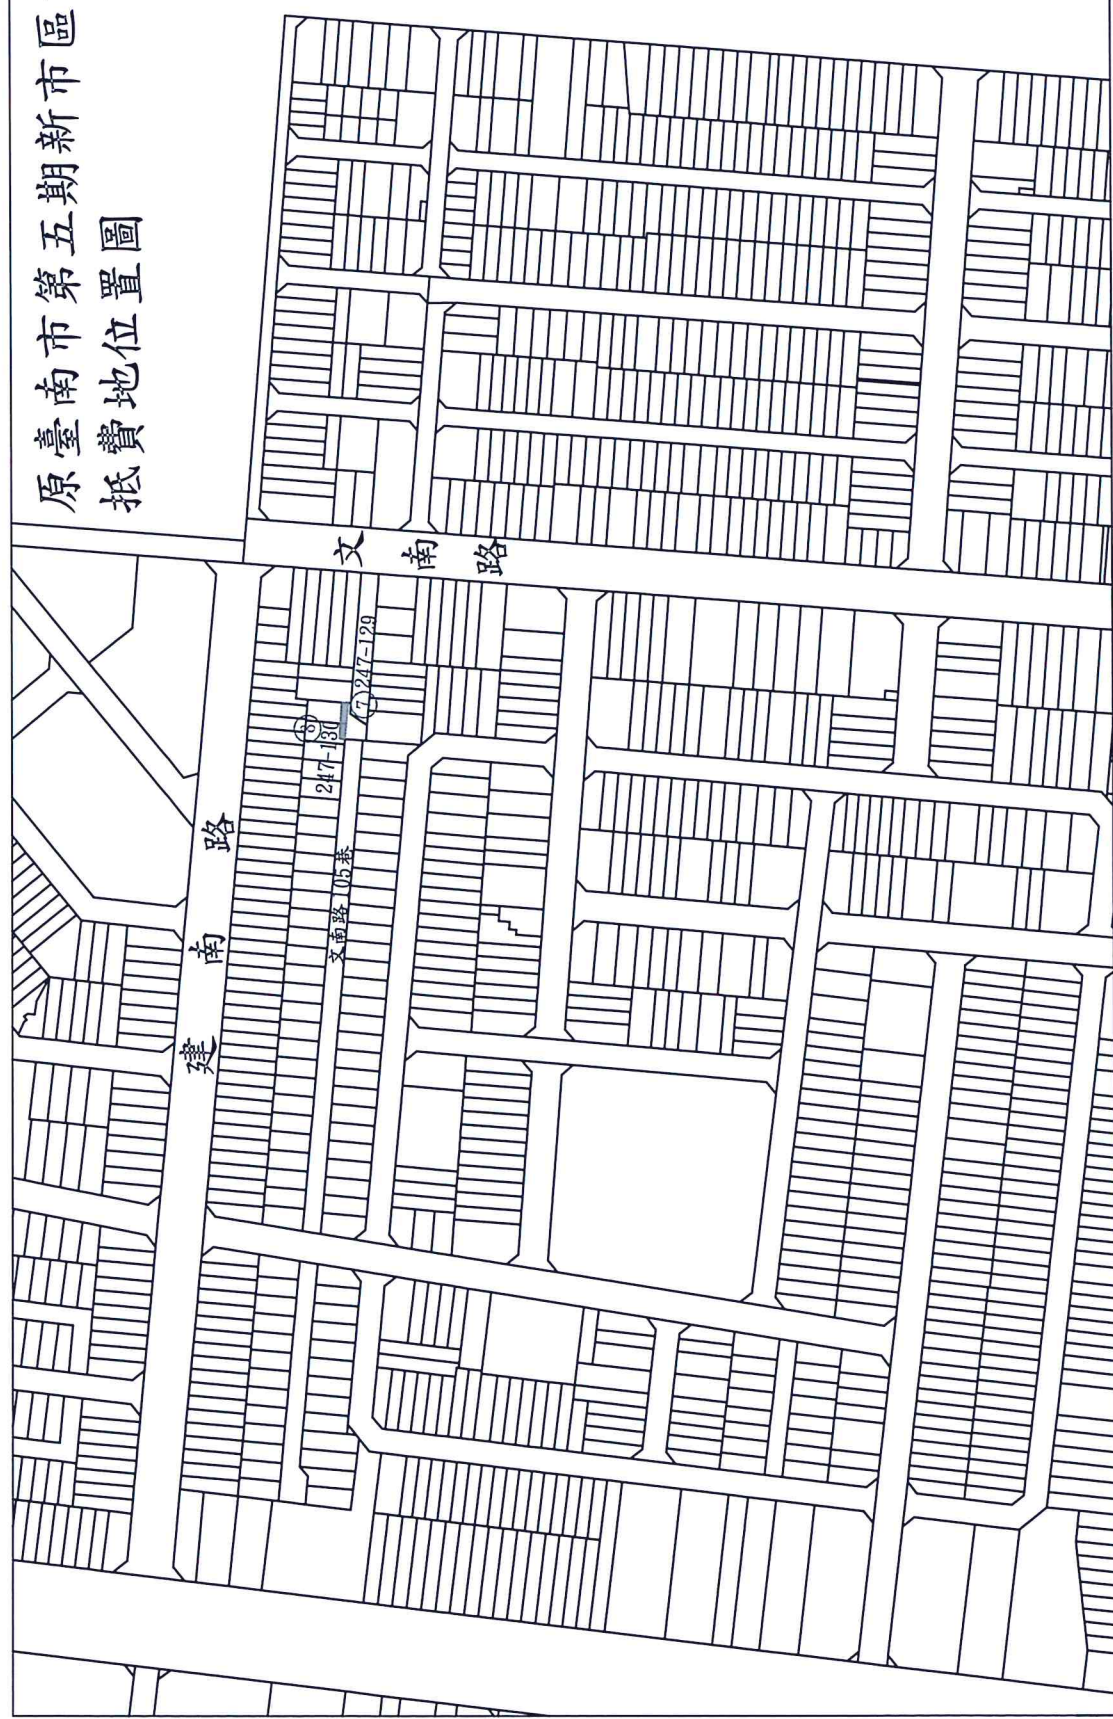 原臺南市第五期新市區
抵費地位置圖
文南路
建南路
文南路105巷
8
247-130
7
247-129